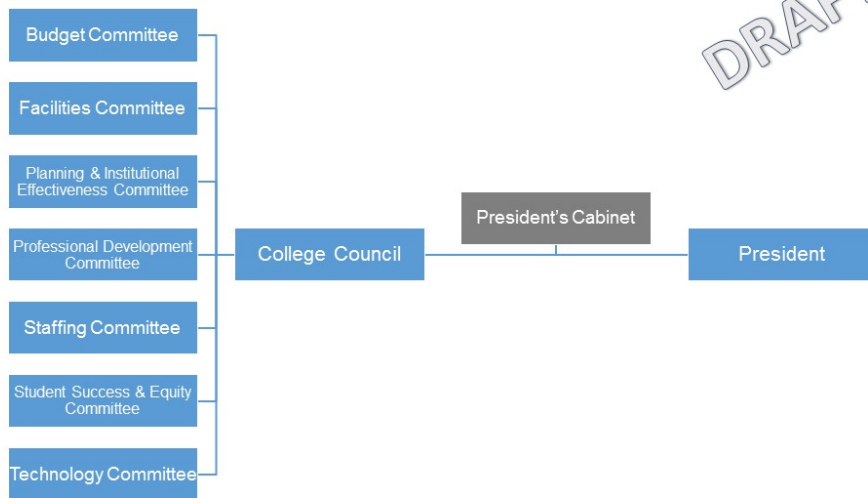 Budget Committee
Facilities Committee
Planning & Institutional
Effectiveness Committee
Professional Development
Committee
Staffing Committee
Student Success & Equity
Committee
Technology Committee
College Council
President's Cabinet
President